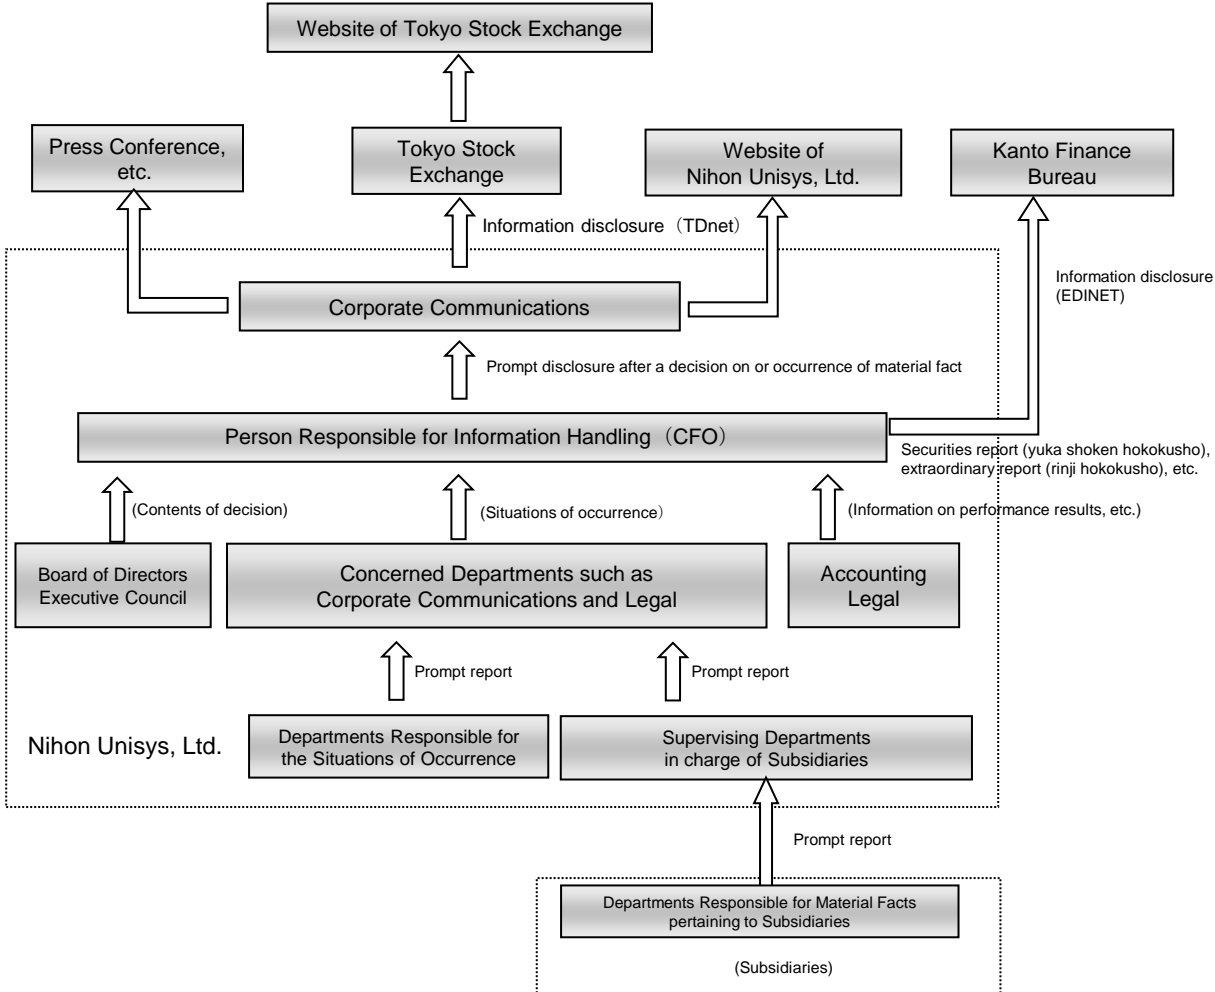 Website of Tokyo Stock Exchange
Press Conference,
etc.
Tokyo Stock
Exchange
Website of
Nihon Unisys, Ltd.
Kanto Finance
Bureau
Information disclosure（TDnet）
Information disclosure
(EDINET)
Corporate Communications
Prompt disclosure after a decision on or occurrence of material fact
Person Responsible for Information Handling（CFO）
Securities report (yuka shoken hokokusho),
extraordinary report (rinji hokokusho), etc.
(Contents of decision)
(Situations of occurrence）
(Information on performance results, etc.)
Board of Directors
Executive Council
Concerned Departments such as
Corporate Communications and Legal
Accounting
Legal
Prompt report
Prompt report
Nihon Unisys, Ltd.
Departments Responsible for
the Situations of Occurrence
Supervising Departments
in charge of Subsidiaries
Prompt report
Departments Responsible for Material Facts
pertaining to Subsidiaries
(Subsidiaries)